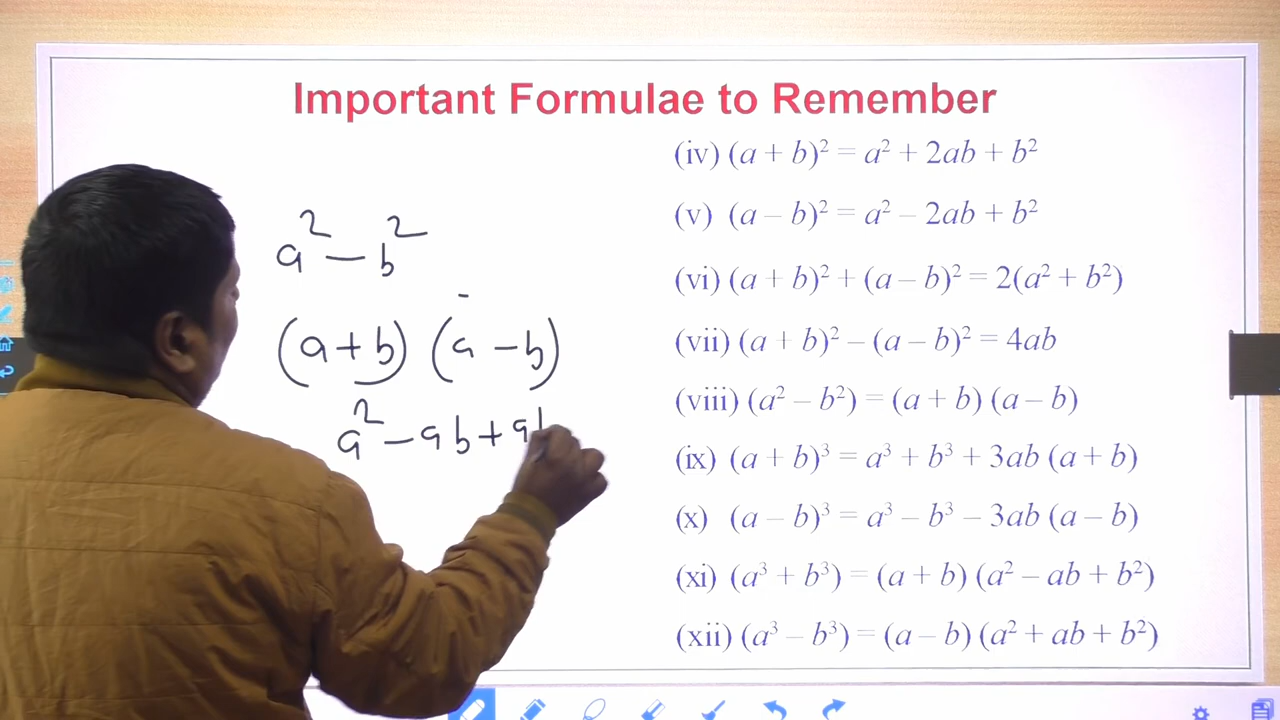 Important Formulae to Remember
a² − b²
(a + b) (a − b)
a² − ab + ab
(iv) (a + b)² = a² + 2ab + b²
(v) (a – b)² = a² – 2ab + b²
(vi) (a + b)² + (a – b)² = 2(a² + b²)
(vii) (a + b)² – (a – b)² = 4ab
(viii) (a² – b²) = (a + b) (a – b)
(ix) (a + b)³ = a³ + b³ + 3ab (a + b)
(x) (a – b)³ = a³ – b³ – 3ab (a – b)
(xi) (a³ + b³) = (a + b) (a² – ab + b²)
(xii) (a³ – b³) = (a – b) (a² + ab + b²)